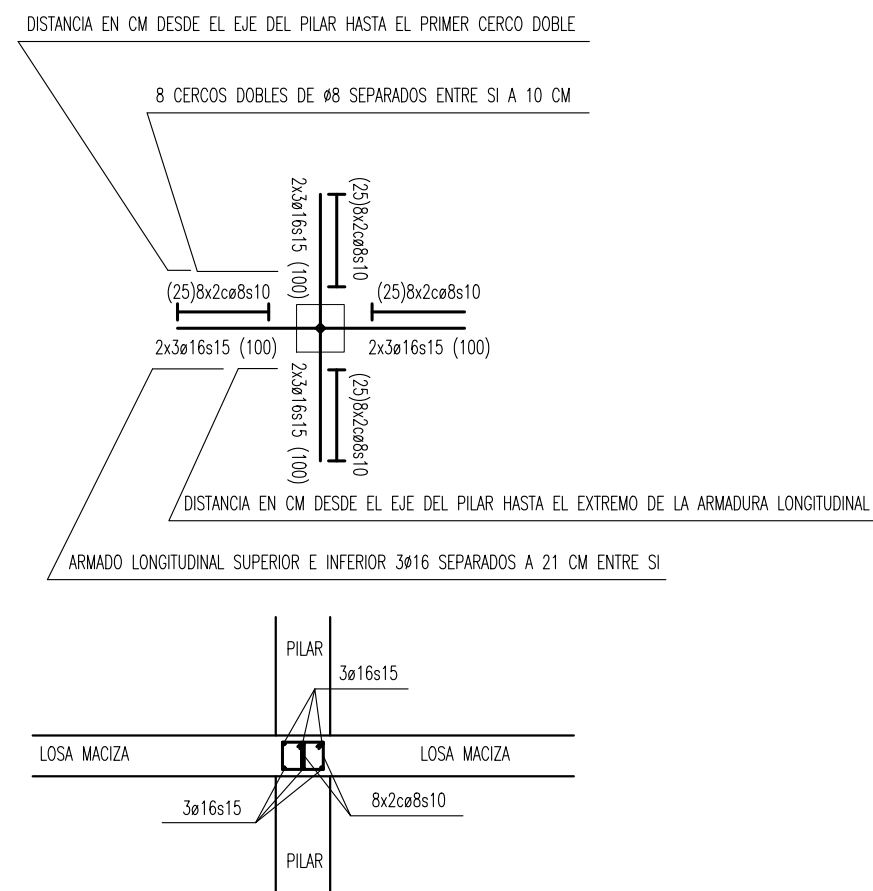 DISTANCIA EN CM DESDE EL EJE DEL PILAR HASTA EL PRIMER CERCO DOBLE
8 CERCOS DOBLES DE ø8 SEPARADOS ENTRE SI A 10 CM
2x3ø16s15 (100)
(25)8x2cø8s10
(25)8x2cø8s10
(25)8x2cø8s10
2x3ø16s15 (100)
2x3ø16s15 (100)
2x3ø16s15 (100)
(25)8x2cø8s10
DISTANCIA EN CM DESDE EL EJE DEL PILAR HASTA EL EXTREMO DE LA ARMADURA LONGITUDINAL
ARMADO LONGITUDINAL SUPERIOR E INFERIOR 3ø16 SEPARADOS A 21 CM ENTRE SI
PILAR
3ø16s15
LOSA MACIZA
LOSA MACIZA
3ø16s15
8x2cø8s10
PILAR